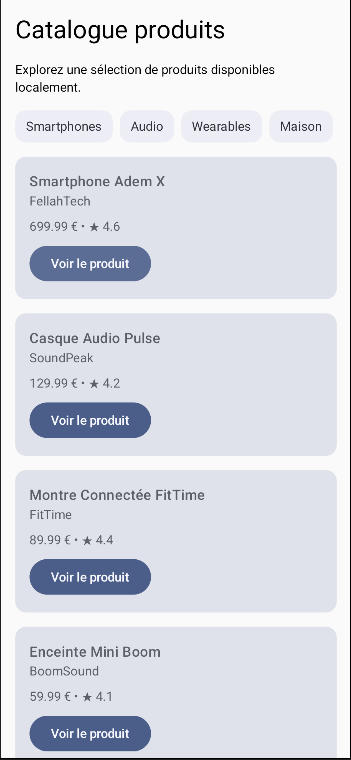 Catalogue produits
Explorez une sélection de produits disponibles
localement.
Smartphones
Audio
Wearables
Maison
Smartphone Adem X
FellahTech
699.99 € • ★ 4.6
Voir le produit
Casque Audio Pulse
SoundPeak
129.99 € • ★ 4.2
Voir le produit
Montre Connectée FitTime
FitTime
89.99 € • ★ 4.4
Voir le produit
Enceinte Mini Boom
BoomSound
59.99 € • ★ 4.1
Voir le produit